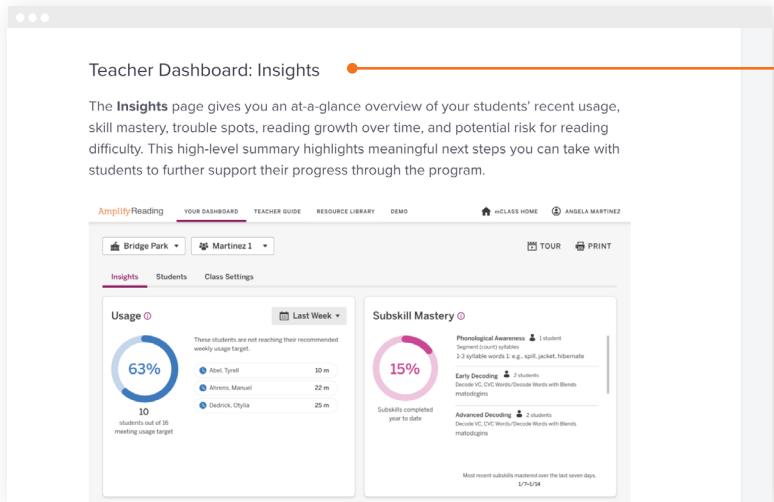 Teacher Dashboard: Insights
The Insights page gives you an at-a-glance overview of your students' recent usage,
skill mastery, trouble spots, reading growth over time, and potential risk for reading
difficulty. This high-level summary highlights meaningful next steps you can take with
students to further support their progress through the program.
AmplifyReading YOUR DASHBOARD TEACHER GUIDE RESOURCE LIBRARY DEMO mCLASS HOME ANGELA MARTINEZ
Bridge Park Martinez 1 TOUR PRINT
Insights Students Class Settings
Usage Last Week
These students are not reaching their recommended
weekly usage target.
63%
Abel, Tyrell 10 m
Ahrens, Manuel 22 m
Dedrick, Otylia 25 m
10
students out of 16
meeting usage target
Subskill Mastery
15%
Subskills completed
year to date
Phonological Awareness 1 student
Segment (count) syllables
1-3 syllable words 1: e.g., spill, jacket, hibernate
Early Decoding 2 students
Decode VC, CVC Words/Decode Words with Blends
matodcgins
Advanced Decoding 2 students
Decode VC, CVC Words/Decode Words with Blends
matodcgins
Most recent subskills mastered over the last seven days.
1/7-1/14